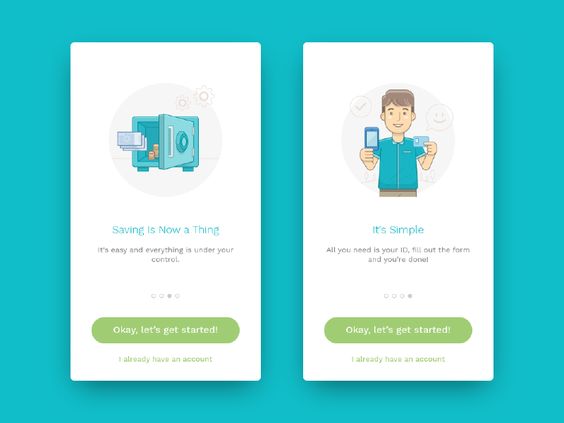 Saving Is Now a Thing
It's easy and everything is under your
control.
Okay, let's get started!
I already have an account
It's Simple
All you need is your ID, fill out the form
and you're done!
Okay, let's get started!
I already have an account